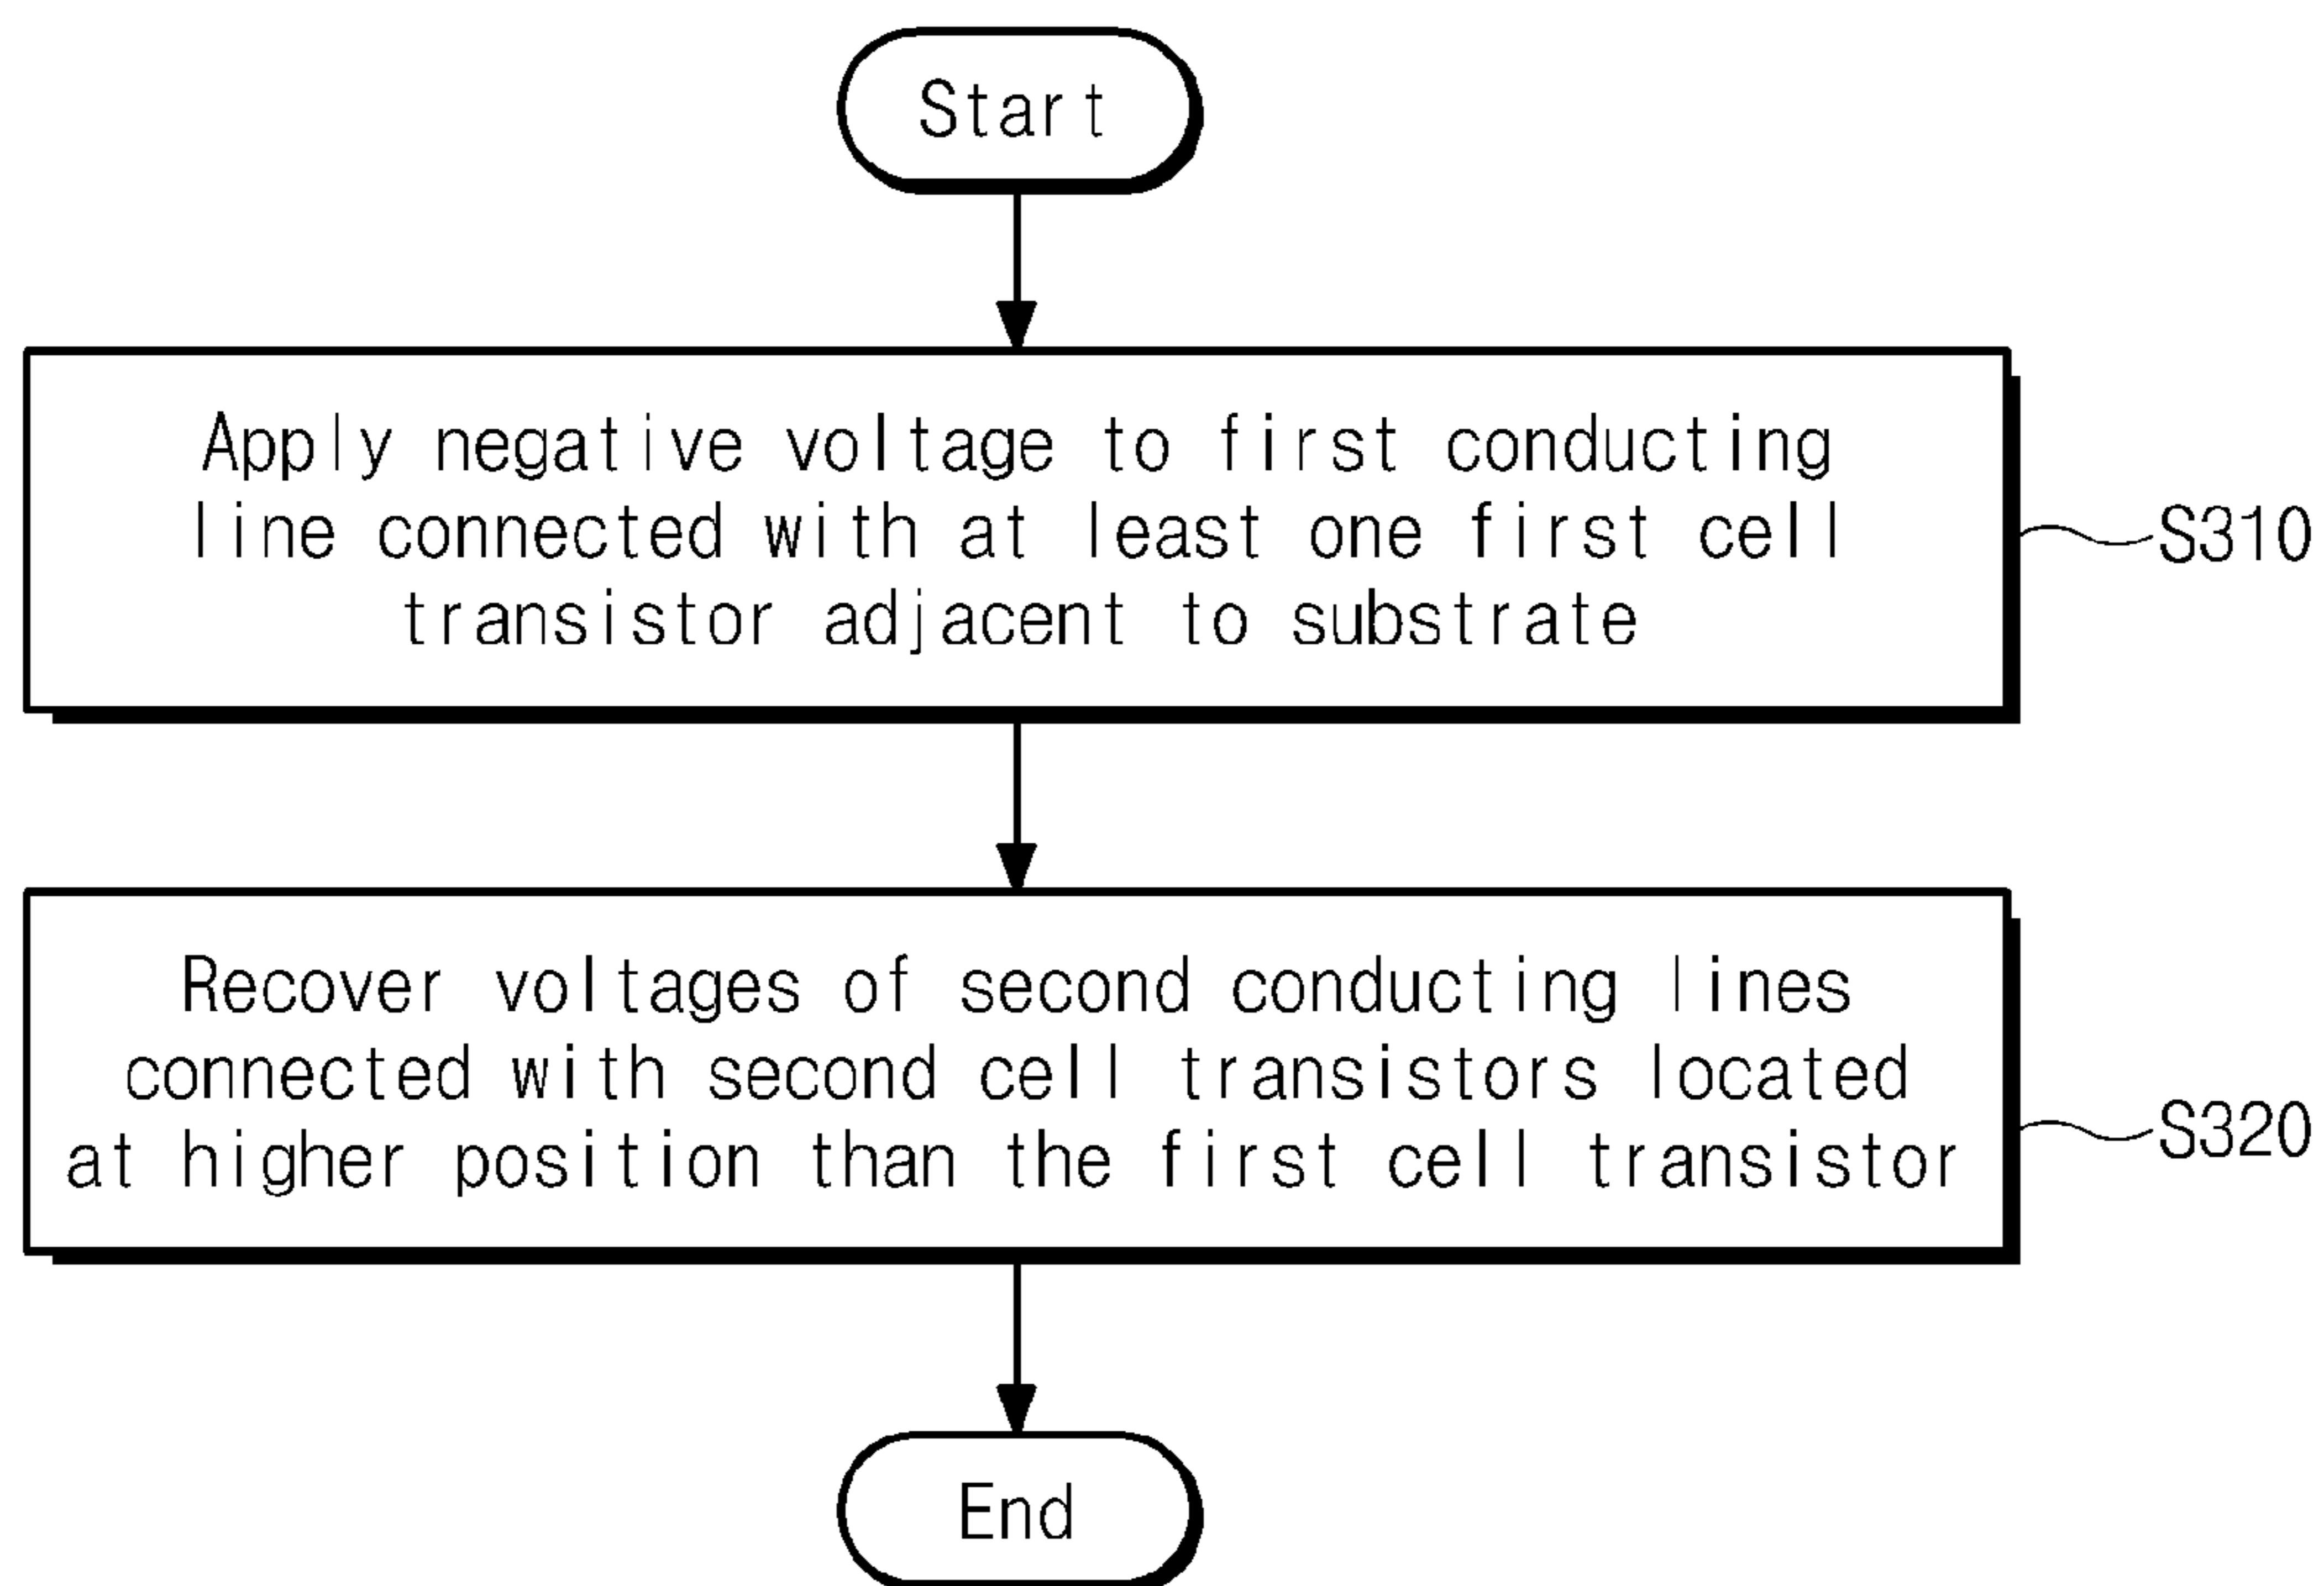 Start
Apply negative voltage to first conducting
line connected with at least one first cell
transistor adjacent to substrate
S310
Recover voltages of second conducting lines
connected with second cell transistors located
at higher position than the first cell transistor
S320
End